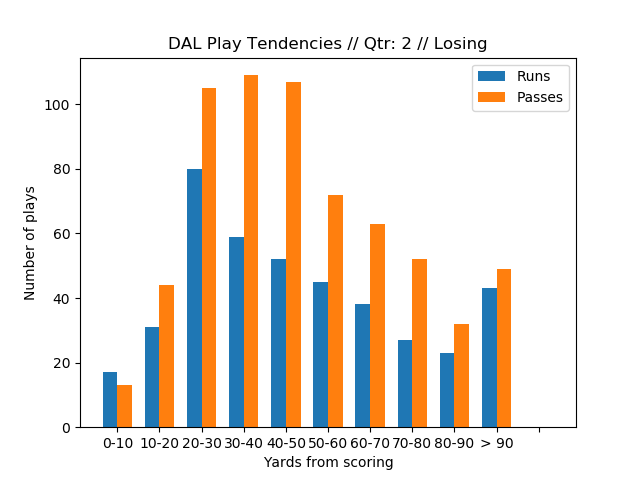 DAL Play Tendencies // Qtr: 2 // Losing
Runs
Passes
Number of plays
100
80
60
40
20
0
0-10 10-20 20-30 30-40 40-50 50-60 60-70 70-80 80-90 > 90
Yards from scoring